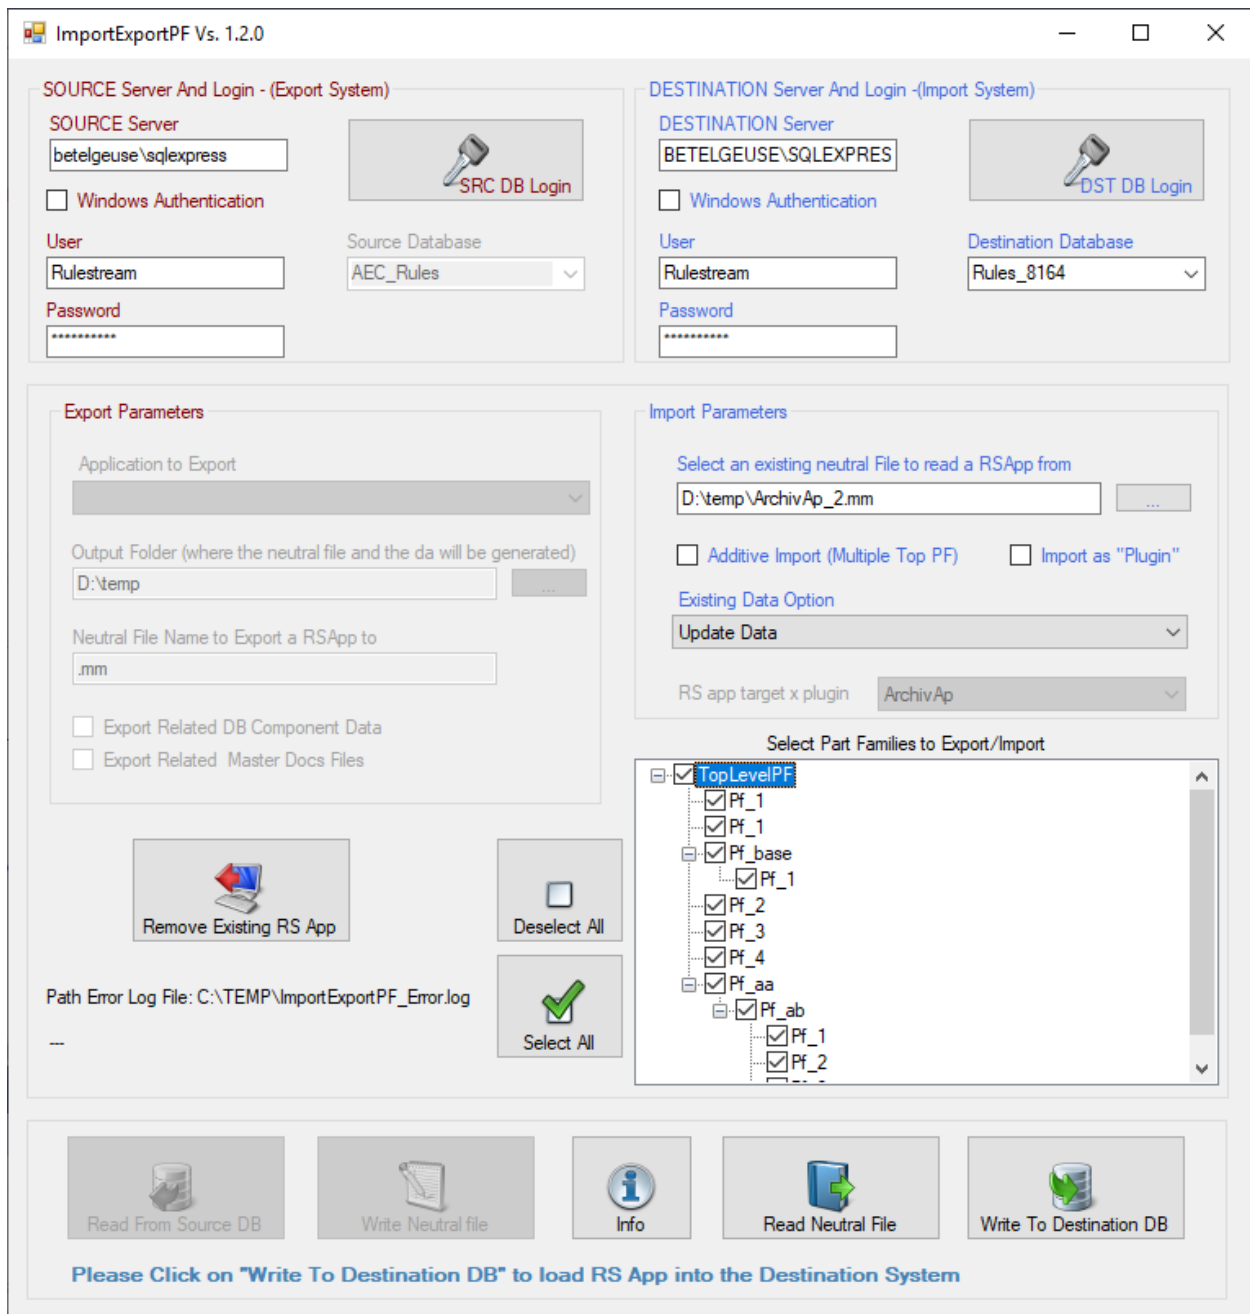 ImportExportPF Vs. 1.2.0
SOURCE Server And Login - (Export System)
SOURCE Server
betelgeuse\sqlexpress
SRC DB Login
Windows Authentication
User
Source Database
Rulestream
AEC_Rules
Password
**********
DESTINATION Server And Login -(Import System)
DESTINATION Server
BETELGEUSE\SQLEXPRES
DST DB Login
Windows Authentication
User
Destination Database
Rulestream
Rules_8164
Password
**********
Export Parameters
Application to Export
Output Folder (where the neutral file and the da will be generated)
D:\temp
...
Neutral File Name to Export a RSApp to
.mm
Export Related DB Component Data
Export Related Master Docs Files
Import Parameters
Select an existing neutral File to read a RSApp from
D:\temp\ArchivAp_2.mm
...
Additive Import (Multiple Top PF)
Import as "Plugin"
Existing Data Option
Update Data
RS app target x plugin
ArchivAp
Select Part Families to Export/Import
TopLevelPF
Pf_1
Pf_1
Pf_base
Pf_1
Pf_2
Pf_3
Pf_4
Pf_aa
Pf_ab
Pf_1
Pf_2
Remove Existing RS App
Deselect All
Path Error Log File: C:\TEMP\ImportExportPF_Error.log
---
Select All
Read From Source DB
Write Neutral file
Info
Read Neutral File
Write To Destination DB
Please Click on "Write To Destination DB" to load RS App into the Destination System